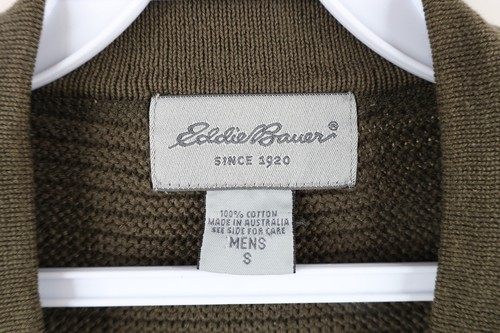 Eddie Bauer®
SINCE 1920
100% COTTON
MADE IN AUSTRALIA
SEE SIDE FOR CARE
MENS
S